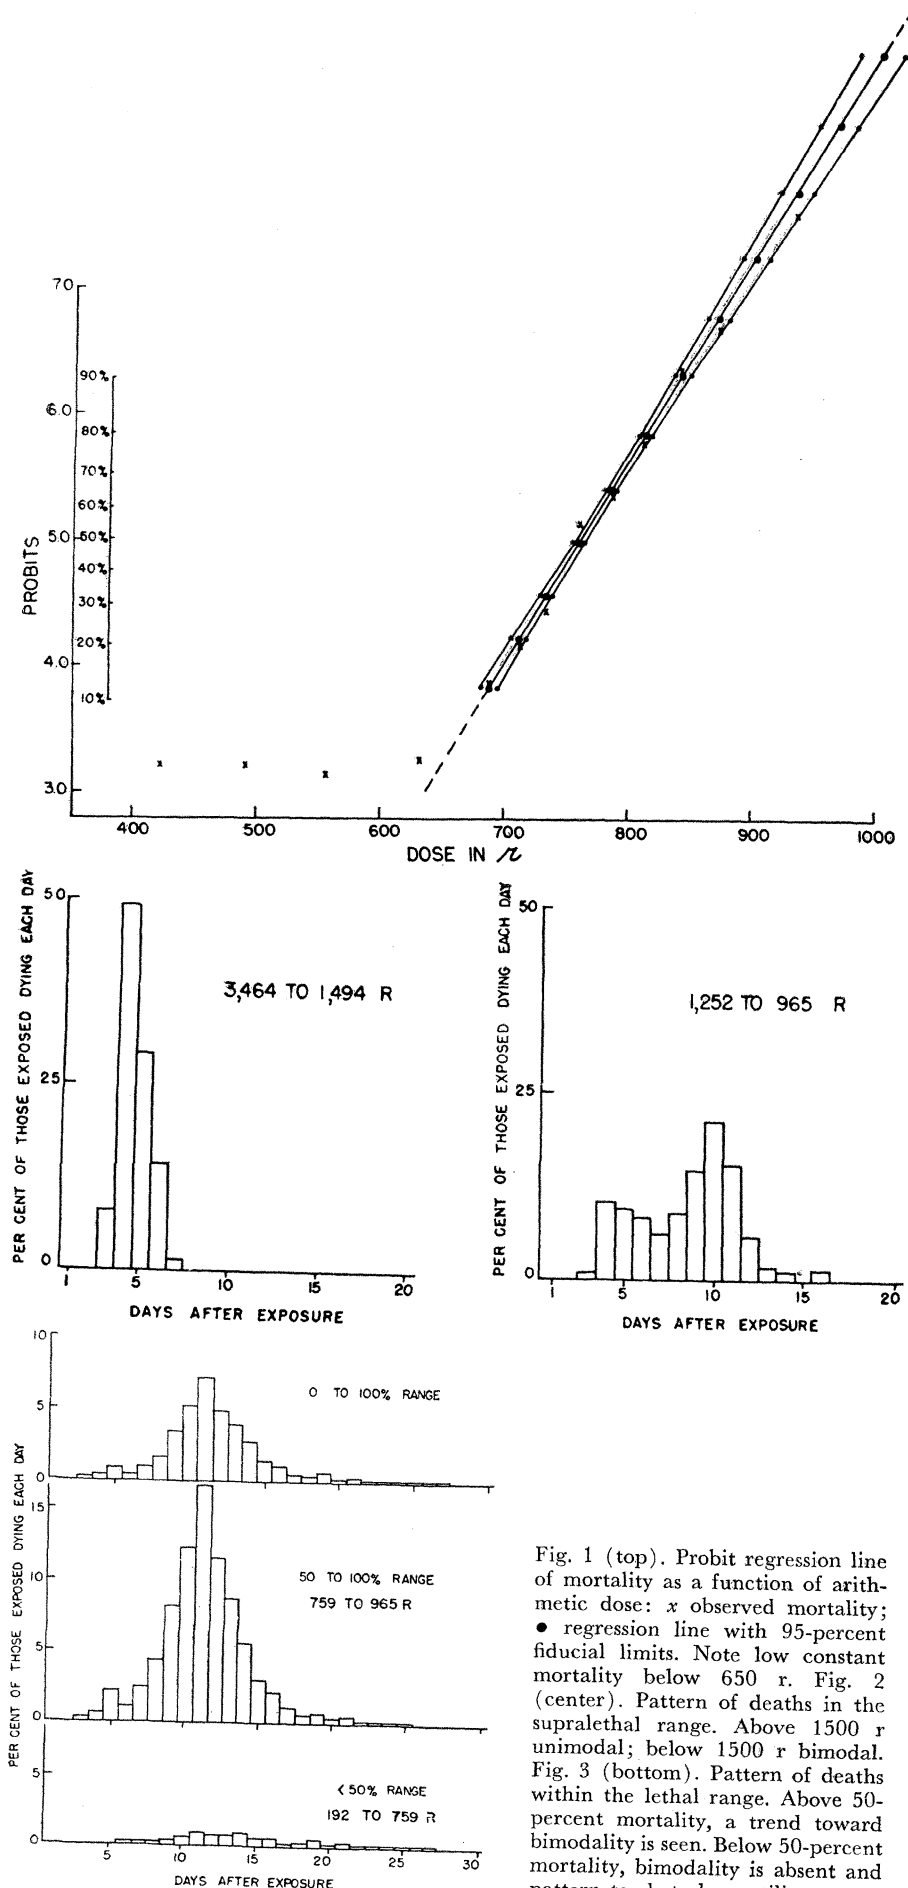 7.0
90%
6.0
80%
70%
60%
5.0
50%
40%
30%
20%
4.0
10%
3.0
PROBITS
400 500 600 700 800 900 1000
DOSE IN r
PER CENT OF THOSE EXPOSED DYING EACH DAY
50
25
0
3,464 TO 1,494 R
1 5 10 15 20
DAYS AFTER EXPOSURE
PER CENT OF THOSE EXPOSED DYING EACH DAY
50
25
0
1,252 TO 965 R
1 5 10 15 20
DAYS AFTER EXPOSURE
PER CENT OF THOSE EXPOSED DYING EACH DAY
10
5
0
0 TO 100% RANGE
15
10
5
0
50 TO 100% RANGE
759 TO 965 R
5
0
<50% RANGE
192 TO 759 R
5 10 15 20 25 30
DAYS AFTER EXPOSURE
Fig. 1 (top). Probit regression line
of mortality as a function of arith-
metic dose: x observed mortality;
● regression line with 95-percent
fiducial limits. Note low constant
mortality below 650 r. Fig. 2
(center). Pattern of deaths in the
supralethal range. Above 1500 r
unimodal; below 1500 r bimodal.
Fig. 3 (bottom). Pattern of deaths
within the lethal range. Above 50-
percent mortality, a trend toward
bimodality is seen. Below 50-percent
mortality, bimodality is absent and